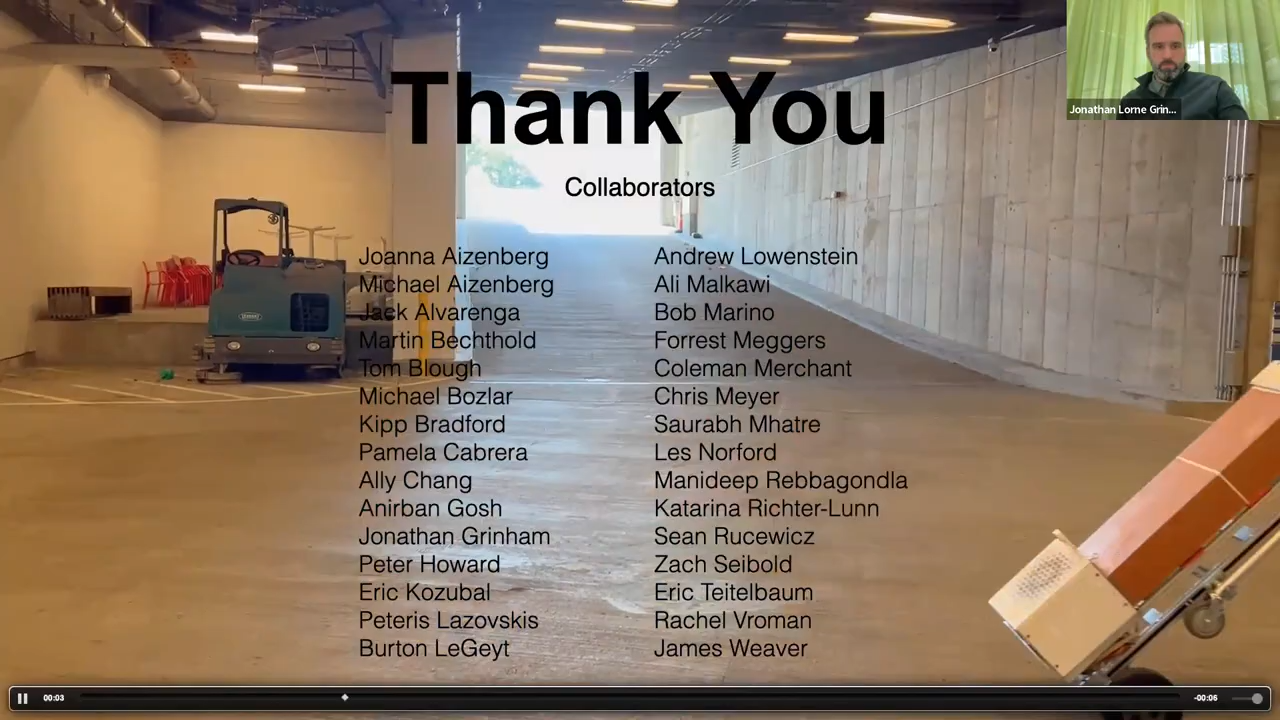 Thank You
Jonathan Lorne Grin...
Collaborators
Joanna Aizenberg
Michael Aizenberg
Jack Alvarenga
Martin Bechthold
Tom Blough
Michael Bozlar
Kipp Bradford
Pamela Cabrera
Ally Chang
Anirban Gosh
Jonathan Grinham
Peter Howard
Eric Kozubal
Peteris Lazovskis
Burton LeGeyt
Andrew Lowenstein
Ali Malkawi
Bob Marino
Forrest Meggers
Coleman Merchant
Chris Meyer
Saurabh Mhatre
Les Norford
Manideep Rebbagondla
Katarina Richter-Lunn
Sean Rucewicz
Zach Seibold
Eric Teitelbaum
Rachel Vroman
James Weaver
00:03
-00:06